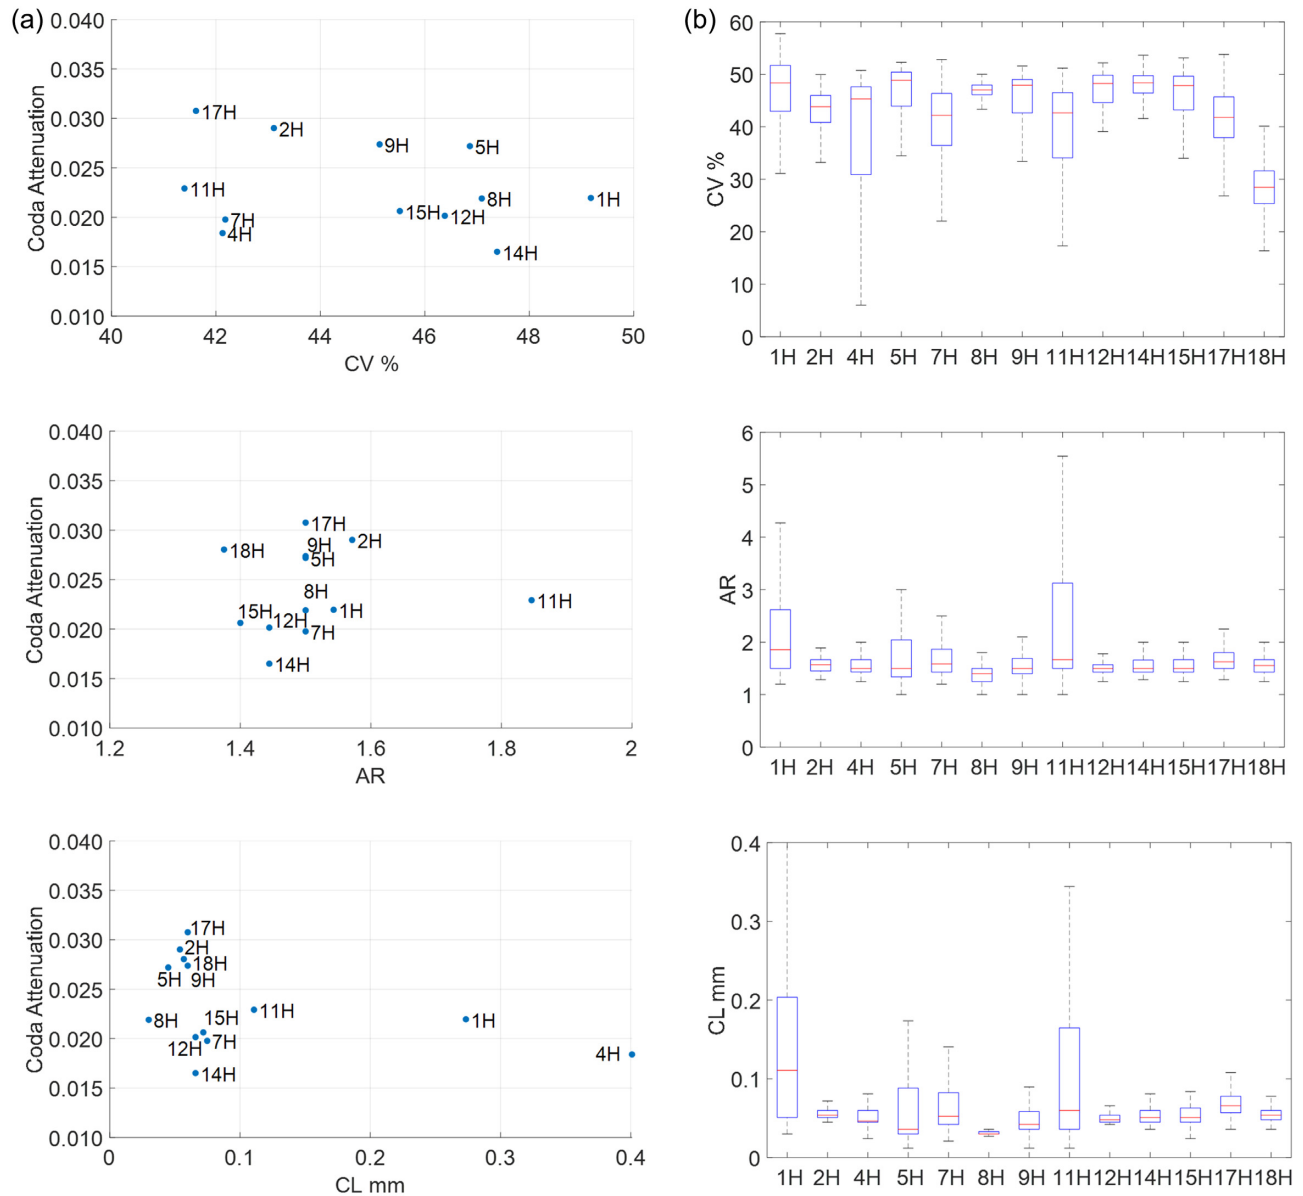 (a)
0.040
0.035
0.030
0.025
0.020
0.015
0.010
Coda Attenuation
17H
2H
9H
5H
11H
7H
4H
15H
12H
8H
1H
14H
40 42 44 46 48 50
CV %
(b)
60
50
40
30
20
10
0
CV %
1H 2H 4H 5H 7H 8H 9H 11H 12H 14H 15H 17H 18H
0.040
0.035
0.030
0.025
0.020
0.015
0.010
Coda Attenuation
17H
2H
18H
9H
5H
8H
1H
11H
15H
12H
7H
14H
1.2 1.4 1.6 1.8 2
AR
6
5
4
3
2
1
0
AR
1H 2H 4H 5H 7H 8H 9H 11H 12H 14H 15H 17H 18H
0.040
0.035
0.030
0.025
0.020
0.015
0.010
Coda Attenuation
17H
2H
18H
5H
9H
8H
15H
11H
1H
12H
7H
4H
14H
0 0.1 0.2 0.3 0.4
CL mm
0.4
0.3
0.2
0.1
0
CL mm
1H 2H 4H 5H 7H 8H 9H 11H 12H 14H 15H 17H 18H